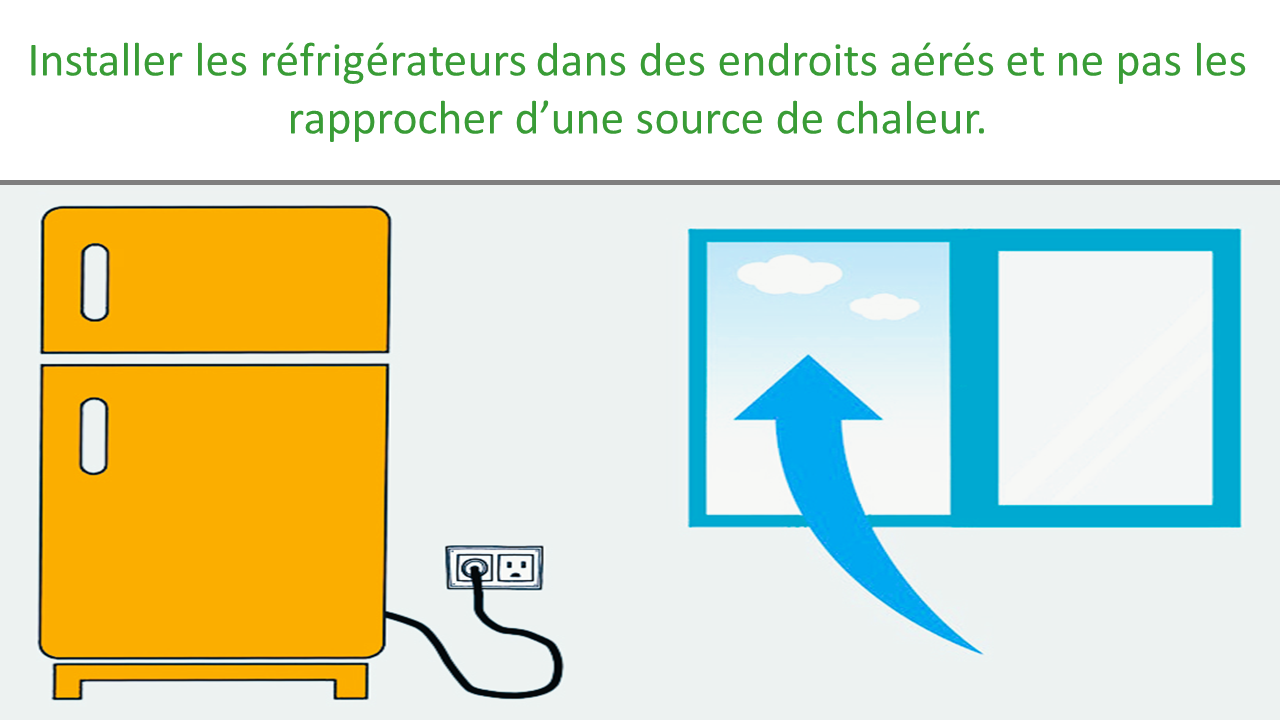 Installer les réfrigérateurs dans des endroits aérés et ne pas les
rapprocher d’une source de chaleur.